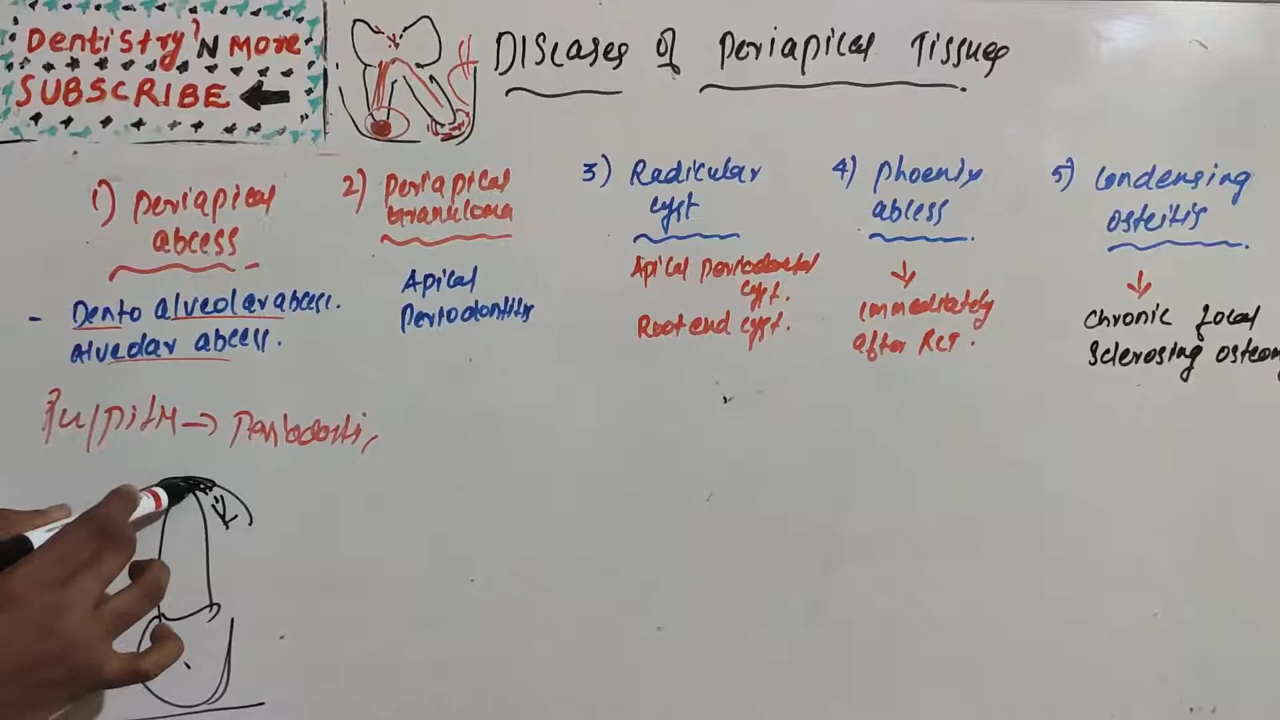 Dentistry'N more
SUBSCRIBE
Diseases of Periapical Tissues
1) Periapical
abcess
- Dento alveolar abcess.
Alveolar abcess.
2) Periapical
Granuloma
Apical
Periodontitis
3) Radicular
cyst
Apical periodontal
cyst.
Root end cyst.
4) Phoenix
abcess
immediately
after RCT.
5) Condensing
osteitis
Chronic focal
Sclerosing osteom